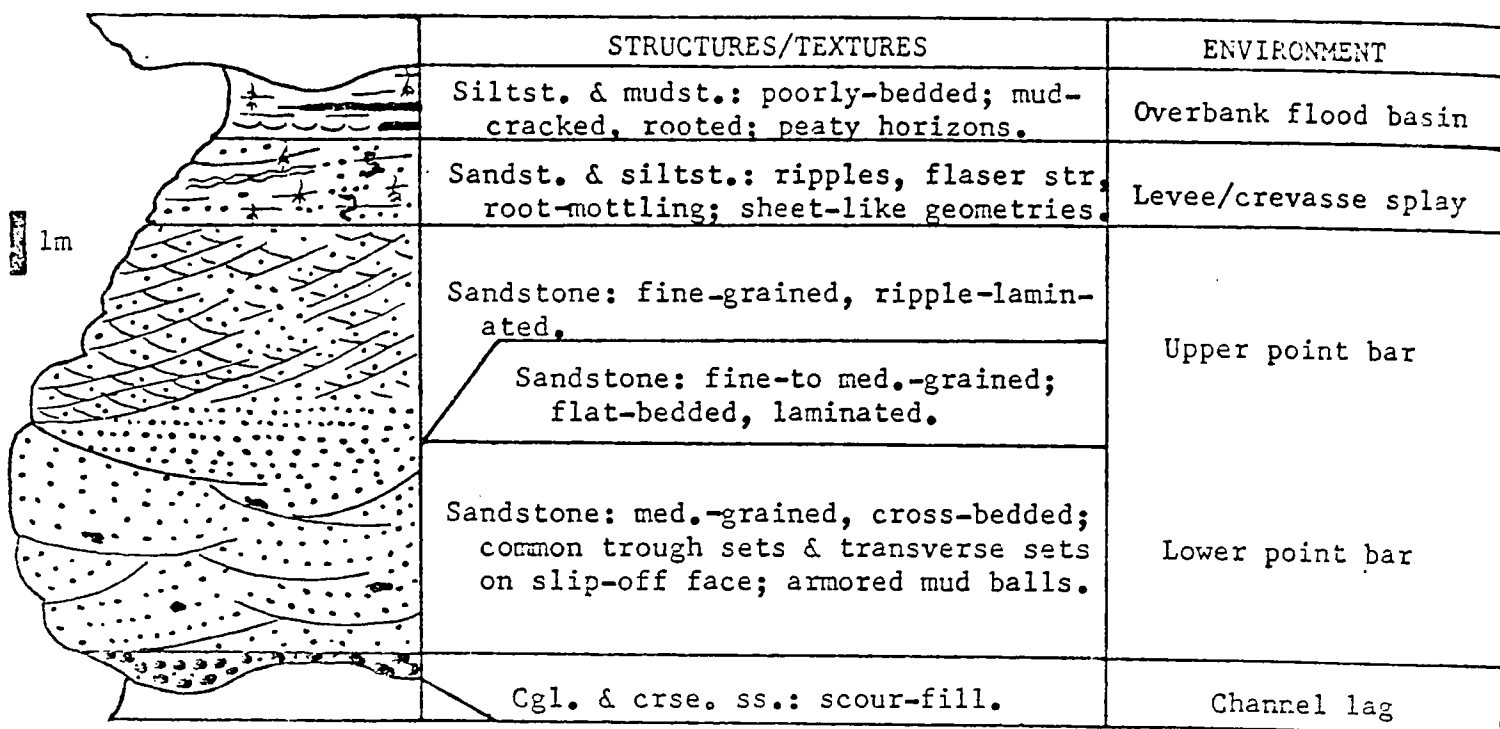 STRUCTURES/TEXTURES
ENVIRONMENT
Siltst. & mudst.: poorly-bedded; mud-
cracked, rooted; peaty horizons.
Overbank flood basin
Sandst. & siltst.: ripples, flaser str,
root-mottling; sheet-like geometries.
Levee/crevasse splay
1m
Sandstone: fine-grained, ripple-lamin-
ated.
Sandstone: fine-to med.-grained;
flat-bedded, laminated.
Upper point bar
Sandstone: med.-grained, cross-bedded;
common trough sets & transverse sets
on slip-off face; armored mud balls.
Lower point bar
Cgl. & crse. ss.: scour-fill.
Channel lag